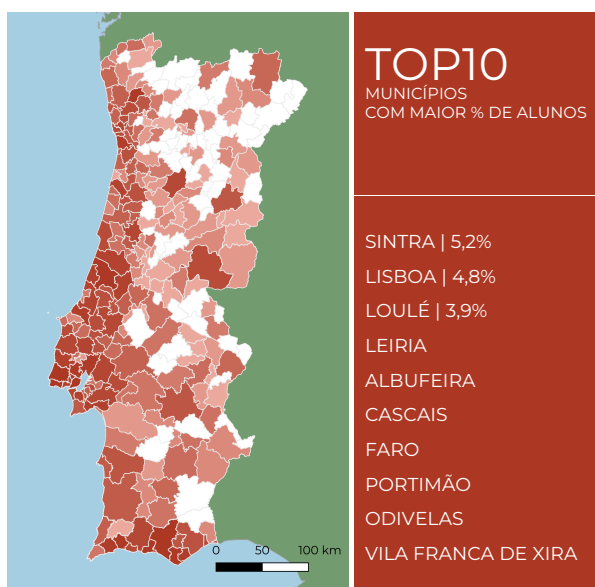 TOP10
MUNICÍPIOS
COM MAIOR % DE ALUNOS
SINTRA | 5,2%
LISBOA | 4,8%
LOULÉ | 3,9%
LEIRIA
ALBUFEIRA
CASCAIS
FARO
PORTIMÃO
ODIVELAS
VILA FRANCA DE XIRA
0 50 100 km